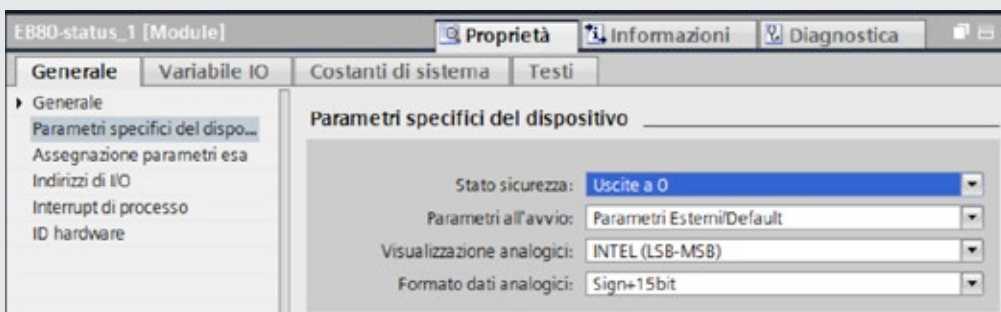 EB80-status_1 [Module]
Proprietà
Informazioni
Diagnostica
Generale
Variabile IO
Costanti di sistema
Testi
Generale
Parametri specifici del dispo...
Assegnazione parametri esa
Indirizzi di I/O
Interrupt di processo
ID hardware
Parametri specifici del dispositivo
Stato sicurezza: Uscite a 0
Parametri all'avvio: Parametri Esterni/Default
Visualizzazione analogici: INTEL (LSB-MSB)
Formato dati analogici: Sign+15bit